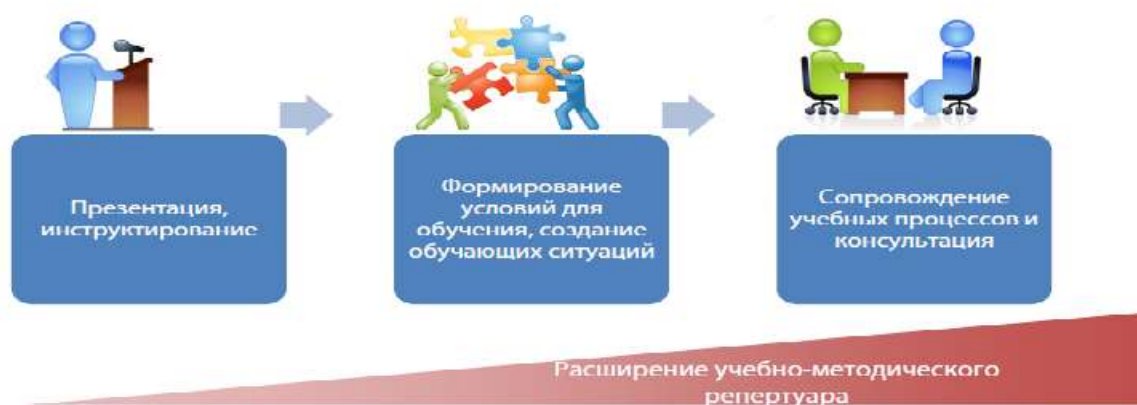 Презентация,
инструктирование
Формирование
условий для
обучения, создание
обучающих ситуаций
Сопровождение
учебных процессов и
консультация
Расширение учебно-методического
репертуара